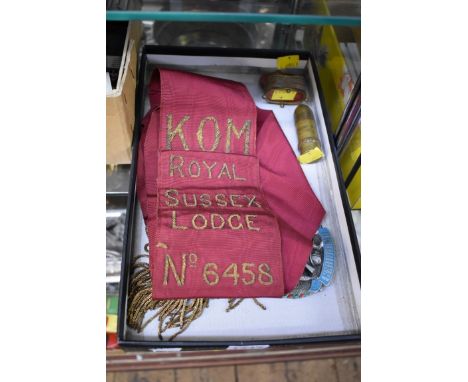 KOM
ROYAL
SUSSEX
LODGE
No 6458